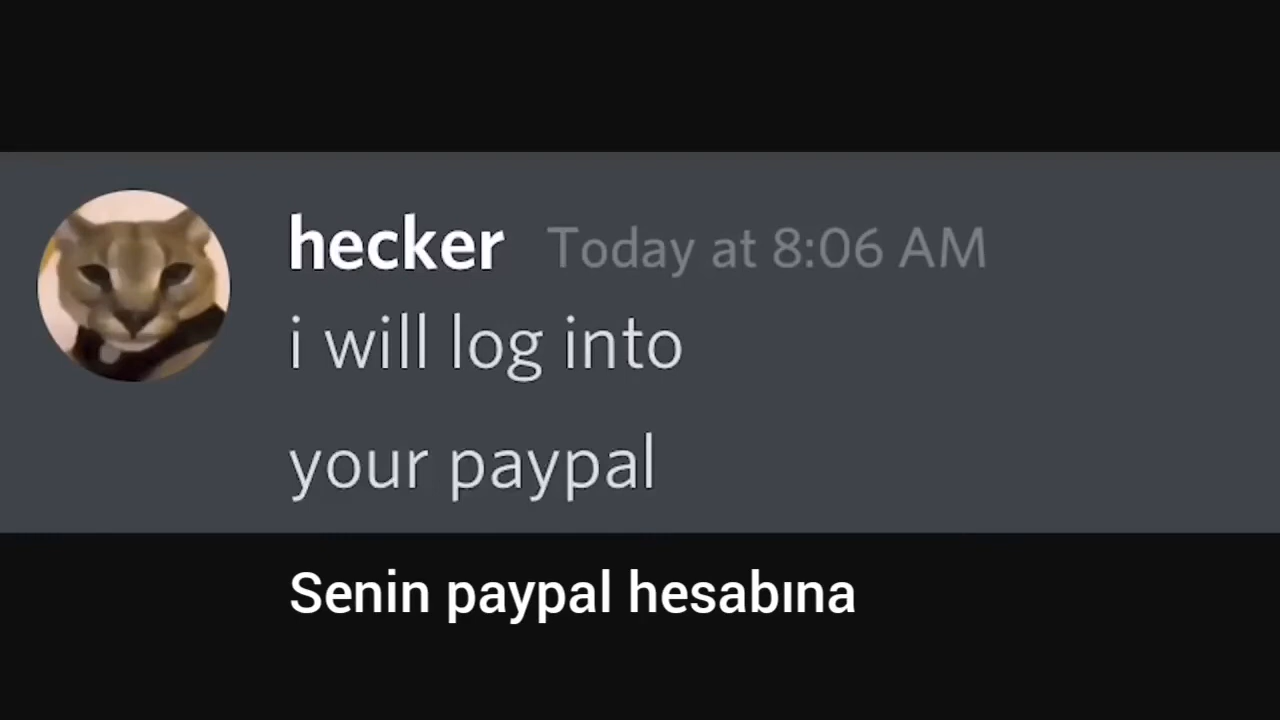 hecker Today at 8:06 AM
i will log into
your paypal
Senin paypal hesabına